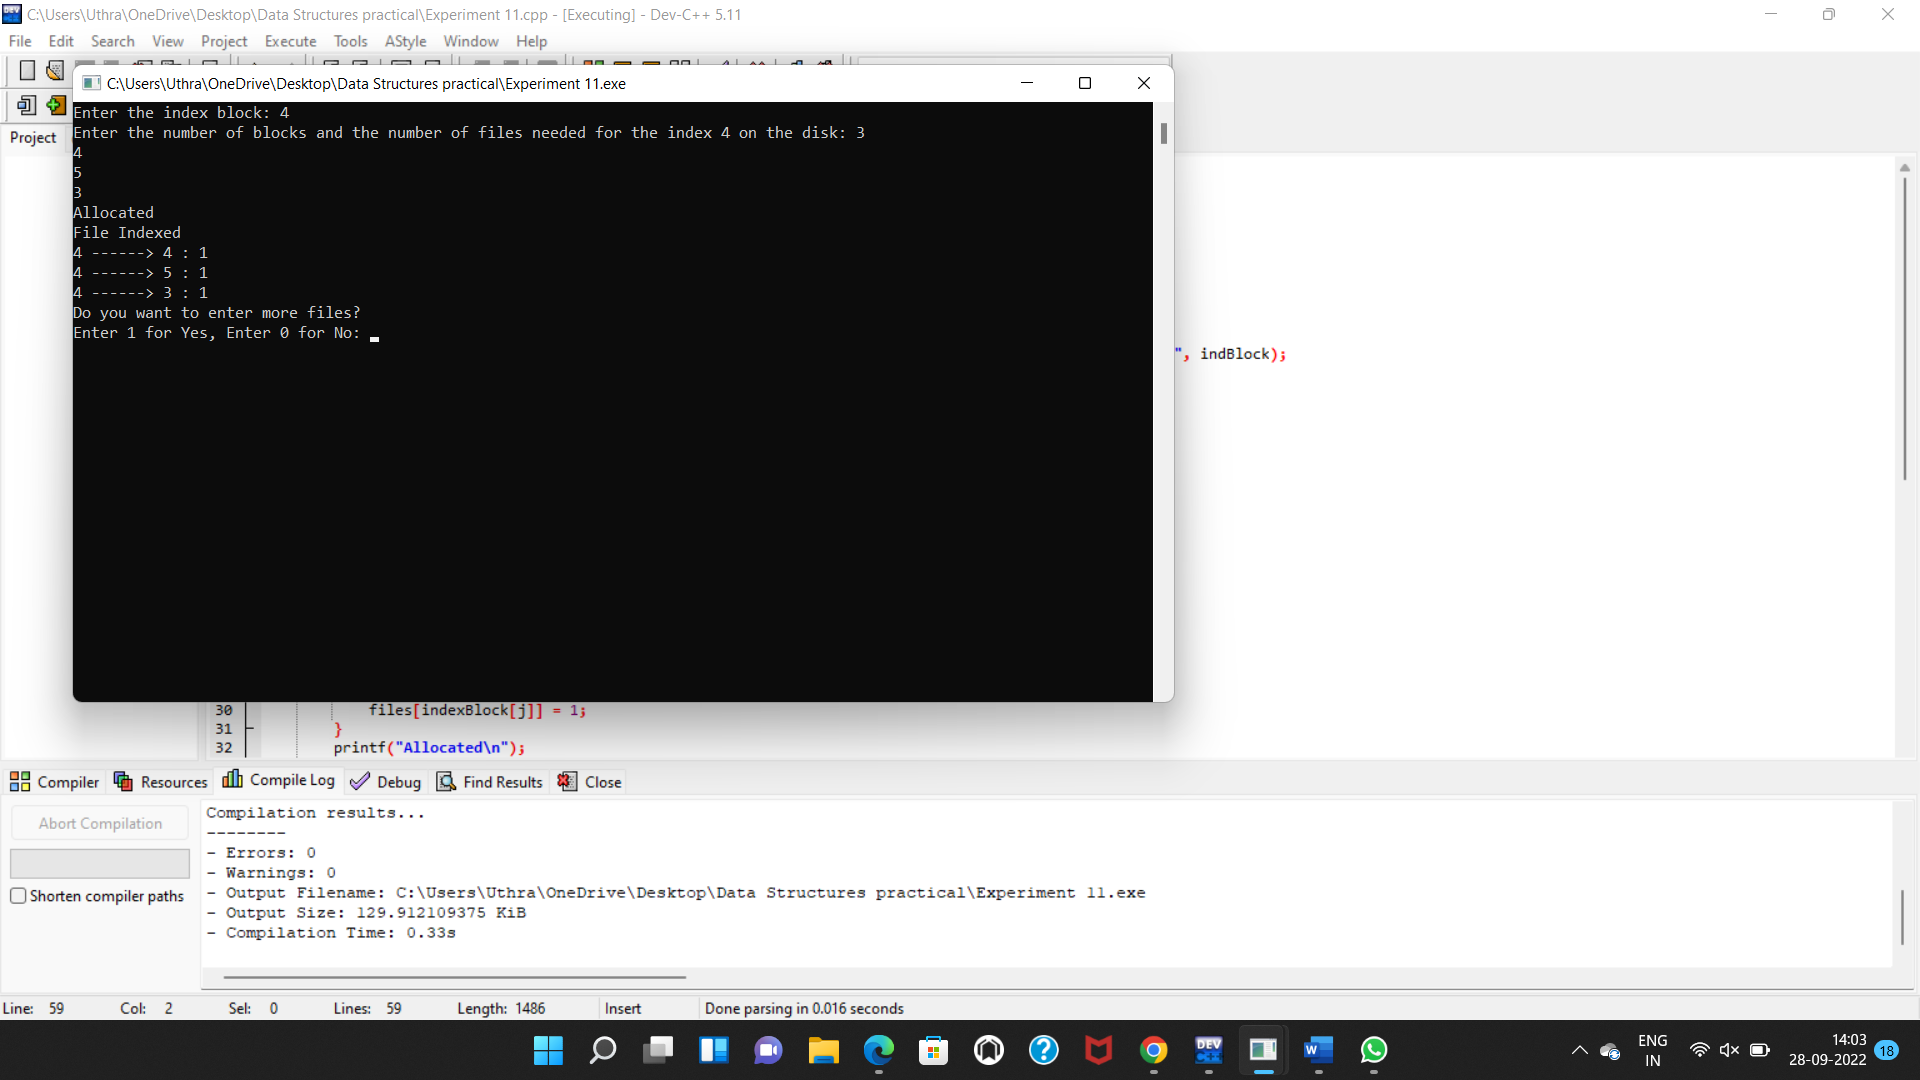 C:\Users\Uthra\OneDrive\Desktop\Data Structures practical\Experiment 11.cpp - [Executing] - Dev-C++ 5.11
File Edit Search View Project Execute Tools AStyle Window Help
C:\Users\Uthra\OneDrive\Desktop\Data Structures practical\Experiment 11.exe
Project
Enter the index block: 4
Enter the number of blocks and the number of files needed for the index 4 on the disk: 3
4
5
3
Allocated
File Indexed
4 ------> 4 : 1
4 ------> 5 : 1
4 ------> 3 : 1
Do you want to enter more files?
Enter 1 for Yes, Enter 0 for No:
", indBlock);
30 files[indexBlock[j]] = 1;
31 }
32 printf("Allocated\n");
Compiler Resources Compile Log Debug Find Results Close
Abort Compilation
Shorten compiler paths
Compilation results...
--------
- Errors: 0
- Warnings: 0
- Output Filename: C:\Users\Uthra\OneDrive\Desktop\Data Structures practical\Experiment 11.exe
- Output Size: 129.912109375 KiB
- Compilation Time: 0.33s
Line: 59 Col: 2 Sel: 0 Lines: 59 Length: 1486 Insert Done parsing in 0.016 seconds
DEV C++
W
ENG
IN
14:03
28-09-2022
18